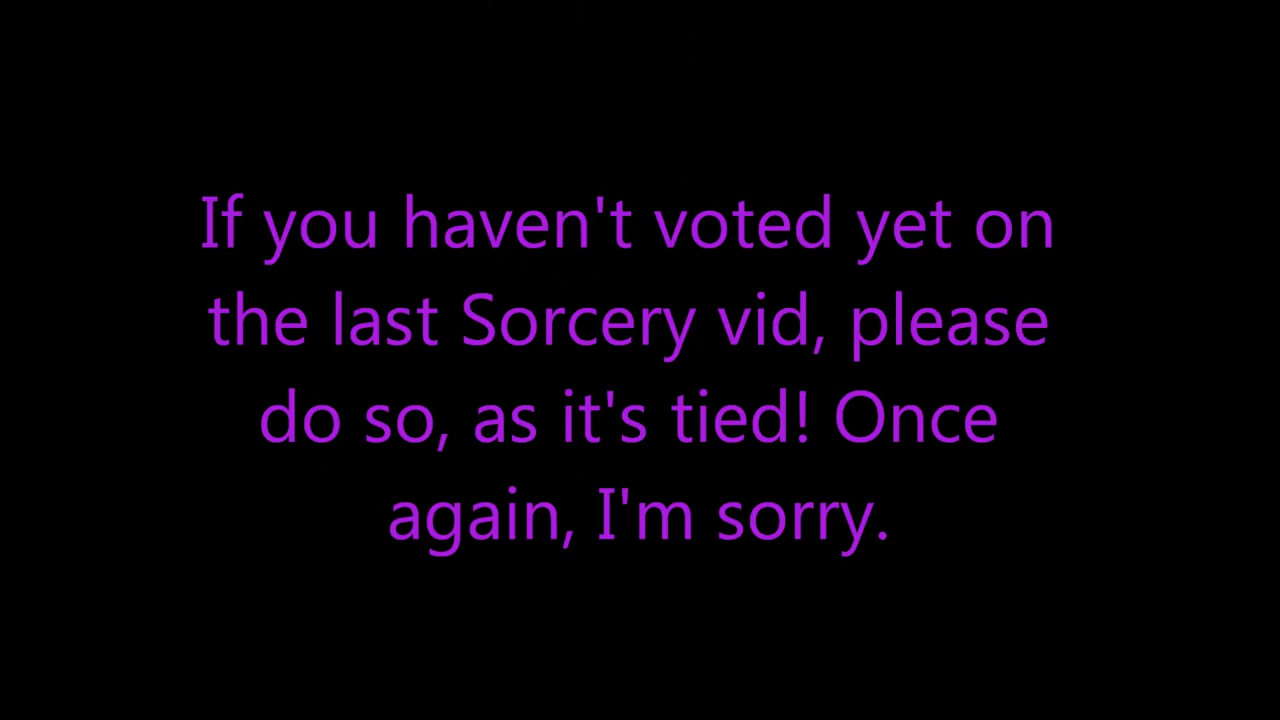 If you haven't voted yet on
the last Sorcery vid, please
do so, as it's tied! Once
again, I'm sorry.